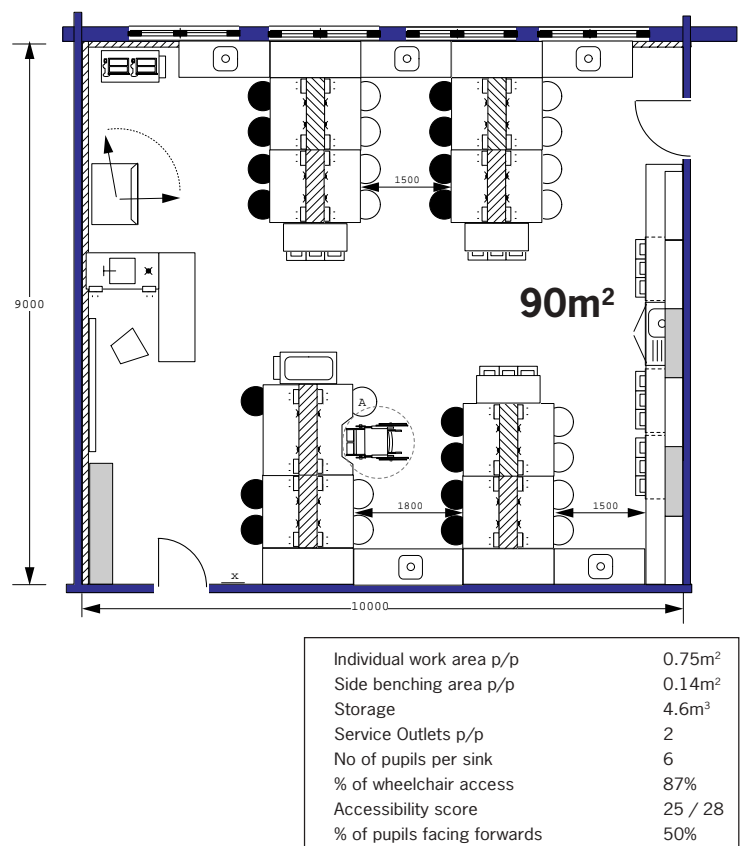 1500
9000
90m²
A
1800
1500
x
10000
Individual work area p/p 0.75m²
Side benching area p/p 0.14m²
Storage 4.6m³
Service Outlets p/p 2
No of pupils per sink 6
% of wheelchair access 87%
Accessibility score 25 / 28
% of pupils facing forwards 50%